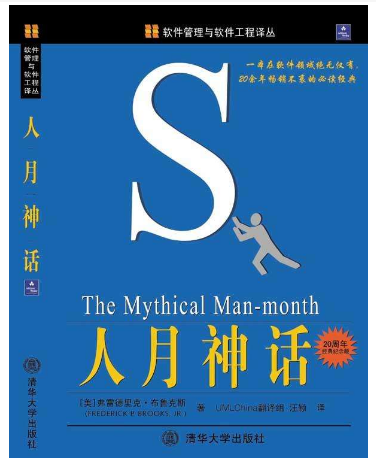 软件
管理
与
软件
工程
译丛
人月神话
清华大学出版社
软件管理与软件工程译丛
一本在软件领域绝无仅有、
20余年畅销不衰的必读经典
S
The Mythical Man-month
人月神话
20周年
经典纪念版
[美]弗雷德里克·布鲁克斯 著 UMLChina翻译组 汪颖 译
(FREDERICK P. BROOKS, JR.)
清华大学出版社